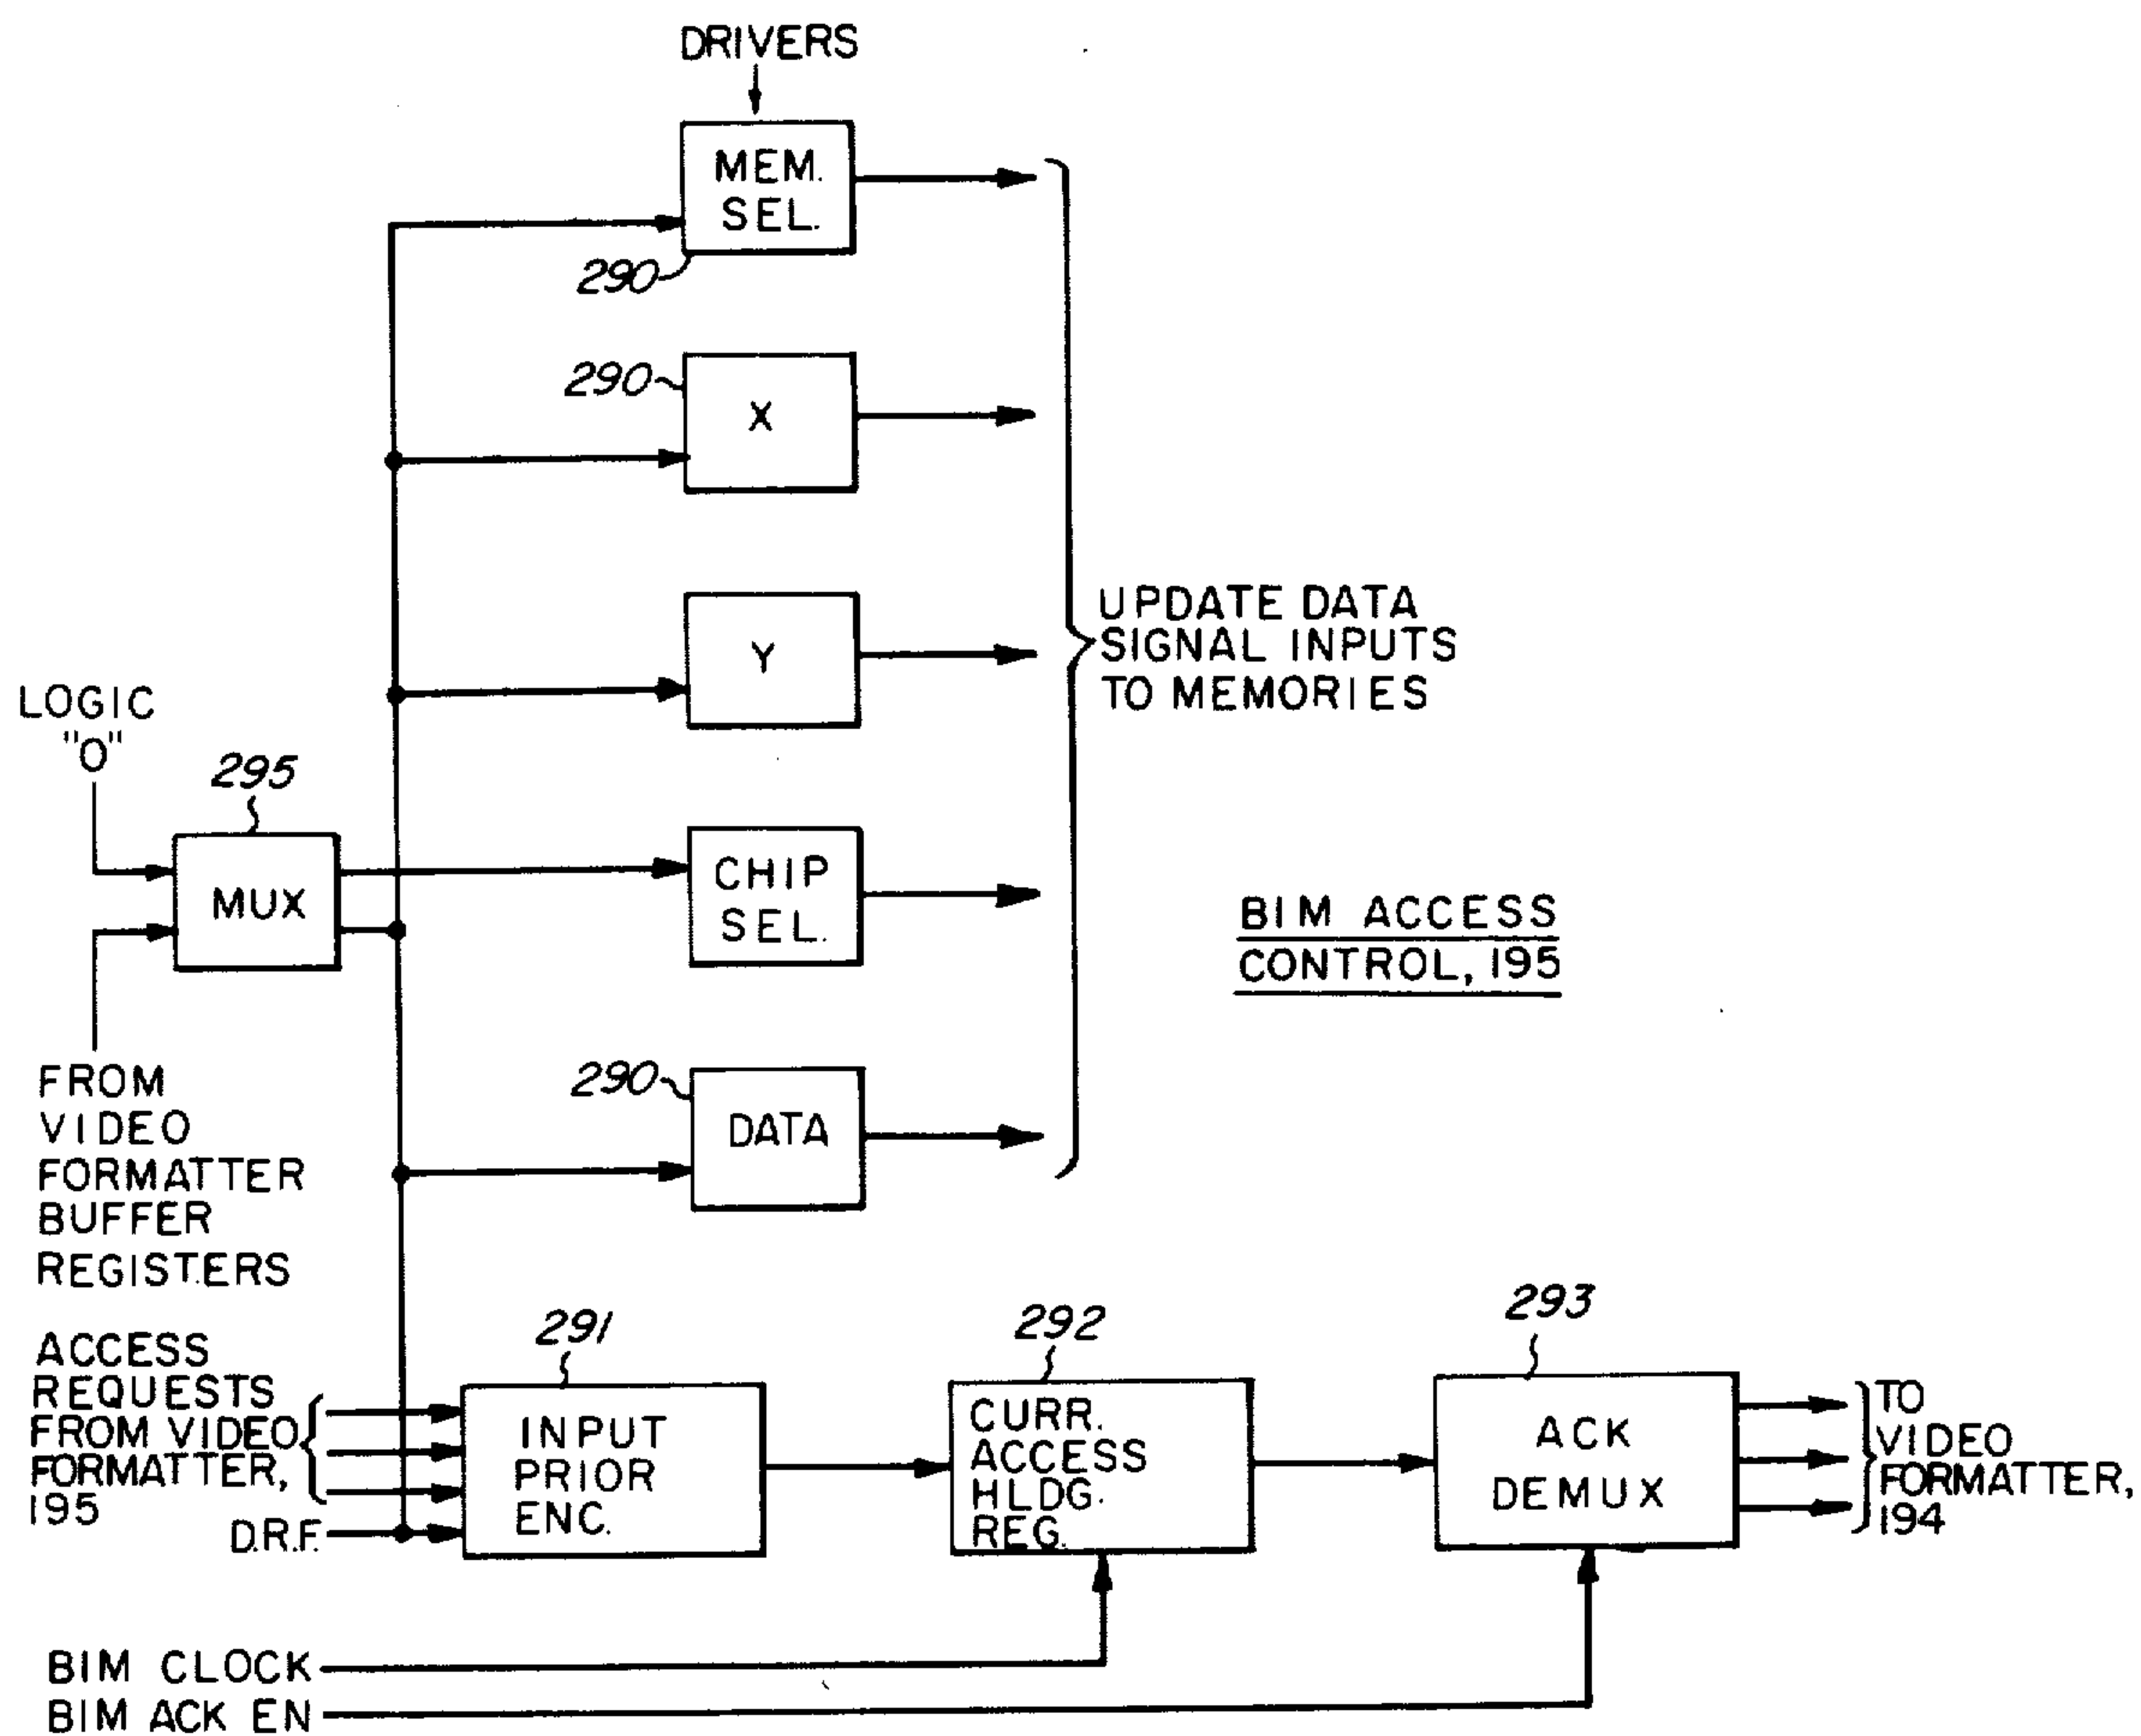 DRIVERS
MEM.
SEL.
290
290
X
Y
UPDATE DATA
SIGNAL INPUTS
TO MEMORIES
LOGIC
"O"
295
MUX
CHIP
SEL.
BIM ACCESS
CONTROL, 195
FROM
VIDEO
FORMATTER
BUFFER
REGISTERS
290
DATA
ACCESS
REQUESTS
FROM VIDEO
FORMATTER,
195
D.R.F.
291
INPUT
PRIOR
ENC.
292
CURR.
ACCESS
HLDG.
REG.
293
ACK
DEMUX
TO
VIDEO
FORMATTER,
194
BIM CLOCK
BIM ACK EN